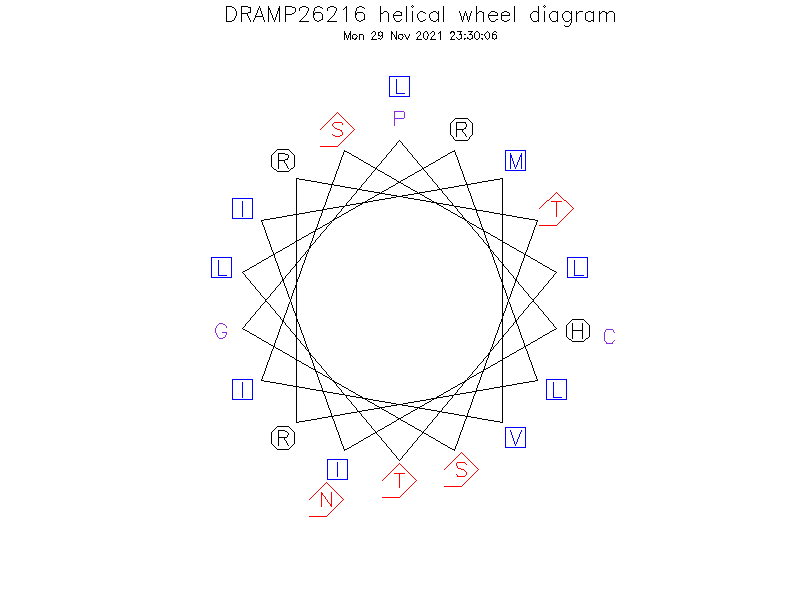 DRAMP26216 helical wheel diagram
Mon 29 Nov 2021 23:30:06
L
P
S R
R M
I T
L L
G H C
I L
R V
I T S
N